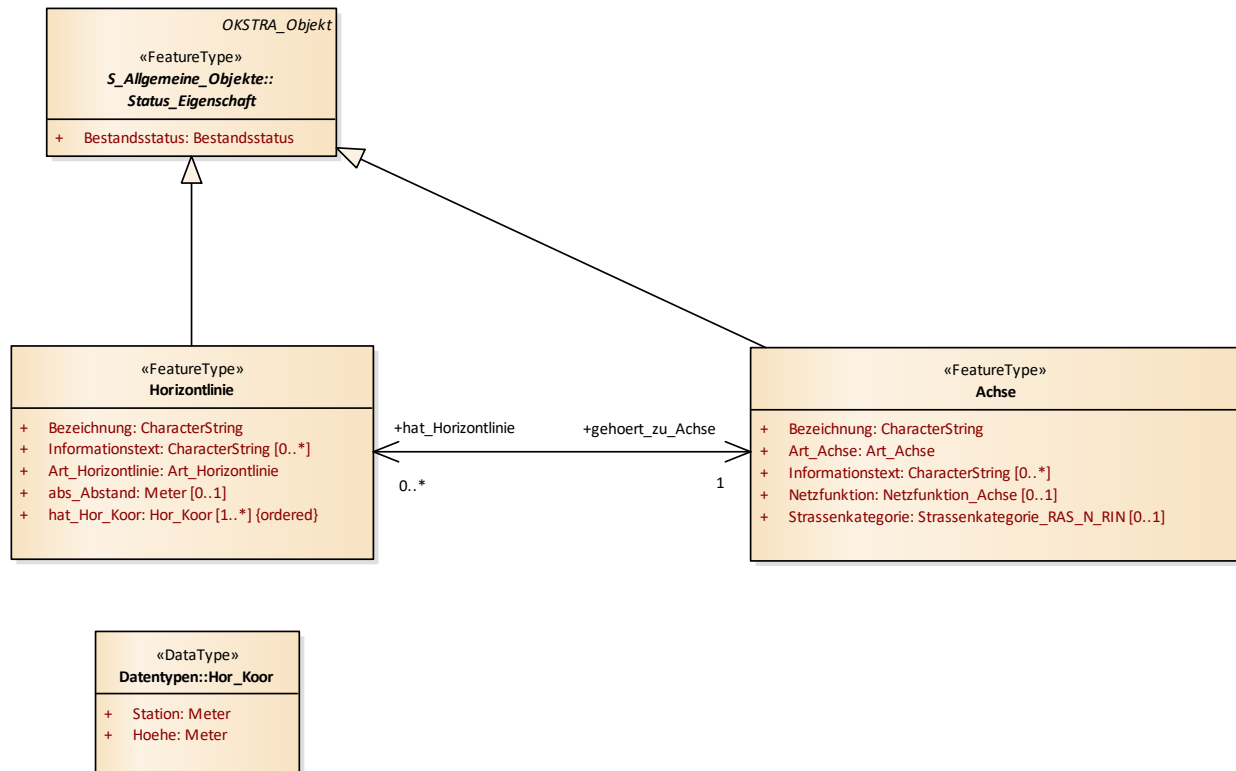 OKSTRA_Objekt
«FeatureType»
S_Allgemeine_Objekte::
Status_Eigenschaft
+ Bestandsstatus: Bestandsstatus
«FeatureType»
Horizontlinie
+ Bezeichnung: CharacterString
+ Informationstext: CharacterString [0..*]
+ Art_Horizontlinie: Art_Horizontlinie
+ abs_Abstand: Meter [0..1]
+ hat_Hor_Koor: Hor_Koor [1..*] {ordered}
+hat_Horizontlinie
0..*
+gehoert_zu_Achse
1
«FeatureType»
Achse
+ Bezeichnung: CharacterString
+ Art_Achse: Art_Achse
+ Informationstext: CharacterString [0..*]
+ Netzfunktion: Netzfunktion_Achse [0..1]
+ Strassenkategorie: Strassenkategorie_RAS_N_RIN [0..1]
«DataType»
Datentypen::Hor_Koor
+ Station: Meter
+ Hoehe: Meter